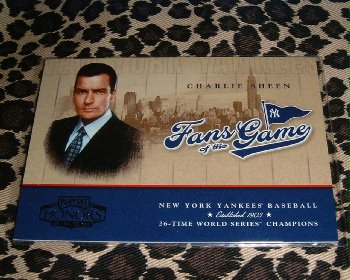 CHARLIE SHEEN
NY
Fans of the Game
PLAYOFF
HONORS
NEW YORK YANKEES® BASEBALL
Established 1903
26-TIME WORLD SERIES® CHAMPIONS